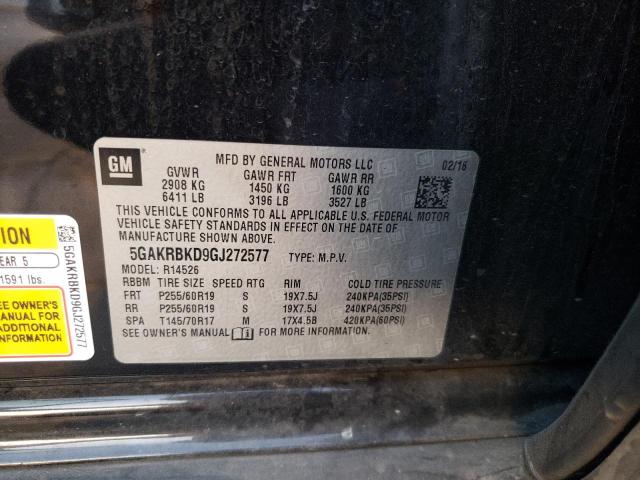 GM
MFD BY GENERAL MOTORS LLC 02/16
GVWR GAWR FRT GAWR RR
2908 KG 1450 KG 1600 KG
6411 LB 3196 LB 3527 LB
THIS VEHICLE CONFORMS TO ALL APPLICABLE U.S. FEDERAL MOTOR
VEHICLE SAFETY STANDARDS IN EFFECT ON THE DATE OF
MANUFACTURE SHOWN ABOVE.
5GAKRBKD9GJ272577 TYPE: M.P.V.
MODEL: R14526
RBBM TIRE SIZE SPEED RTG RIM COLD TIRE PRESSURE
FRT P255/60R19 S 19X7.5J 240KPA(35PSI)
RR P255/60R19 S 19X7.5J 240KPA(35PSI)
SPA T145/70R17 M 17X4.5B 420KPA(60PSI)
SEE OWNER'S MANUAL FOR MORE INFORMATION.
EAR 5
1591 lbs.
SEE OWNER'S
MANUAL FOR
ADDITIONAL
INFORMATION
5GAKRBKD9GJ272577